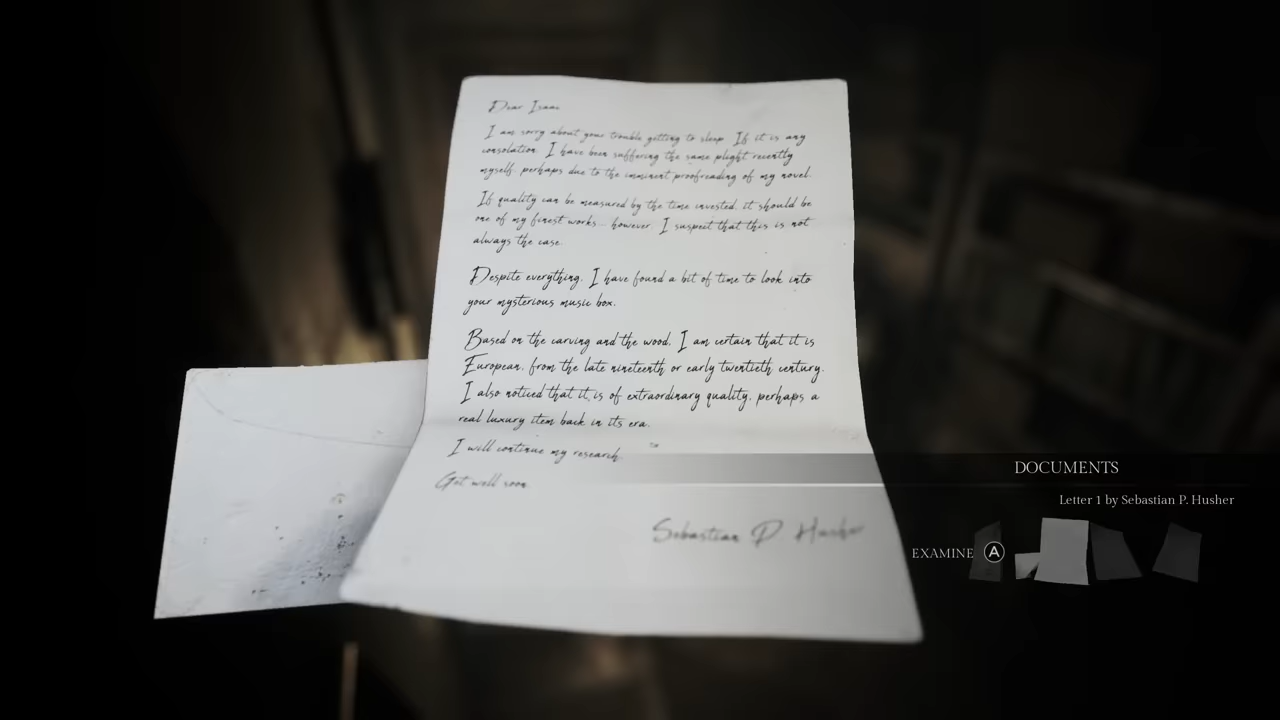 Dear Isaac
I am sorry about your trouble getting to sleep. If it is any
consolation, I have been suffering the same plight recently
myself, perhaps due to the imminent proofreading of my novel.
If quality can be measured by the time invested, it should be
one of my finest works... however, I suspect that this is not
always the case.
Despite everything, I have found a bit of time to look into
your mysterious music box.
Based on the carving and the wood, I am certain that it is
European, from the late nineteenth or early twentieth century.
I also noticed that it is of extraordinary quality, perhaps a
real luxury item back in its era.
I will continue my research.
Get well soon.
Sebastian P Husher
DOCUMENTS
Letter 1 by Sebastian P. Husher
EXAMINE A